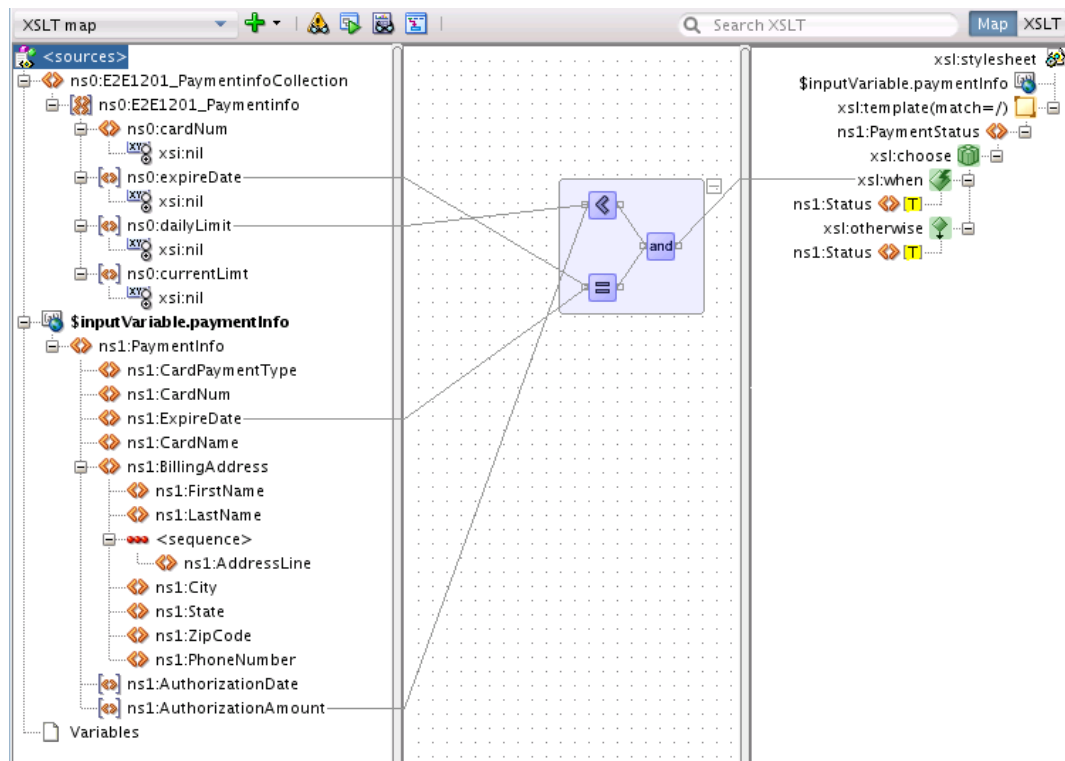 XSLT map
Search XSLT
Map XSLT
<sources>
ns0:E2E1201_PaymentinfoCollection
ns0:E2E1201_Paymentinfo
ns0:cardNum
xsi:nil
ns0:expireDate
xsi:nil
ns0:dailyLimit
xsi:nil
ns0:currentLimt
xsi:nil
$inputVariable.paymentInfo
ns1:PaymentInfo
ns1:CardPaymentType
ns1:CardNum
ns1:ExpireDate
ns1:CardName
ns1:BillingAddress
ns1:FirstName
ns1:LastName
<sequence>
ns1:AddressLine
ns1:City
ns1:State
ns1:ZipCode
ns1:PhoneNumber
ns1:AuthorizationDate
ns1:AuthorizationAmount
Variables
<
and
=
xsl:stylesheet
$inputVariable.paymentInfo
xsl:template(match=/)
ns1:PaymentStatus
xsl:choose
xsl:when
ns1:Status [T]
xsl:otherwise
ns1:Status [T]